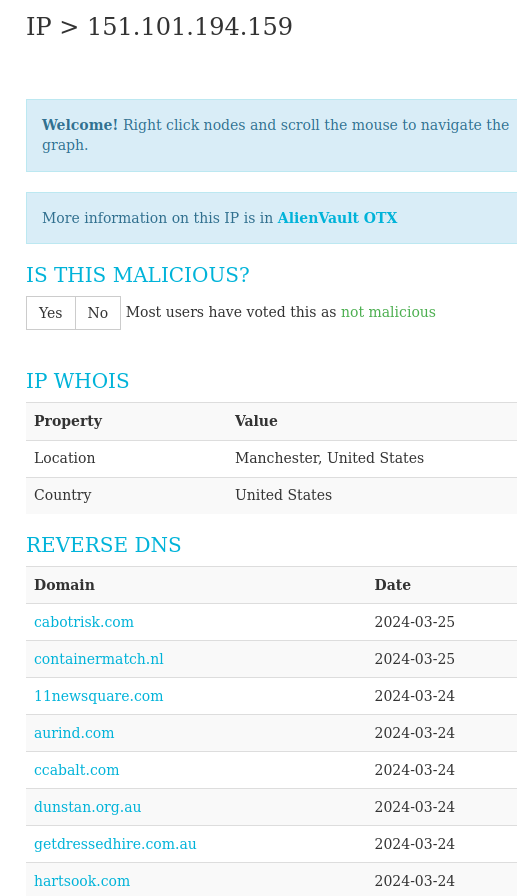 IP > 151.101.194.159
Welcome! Right click nodes and scroll the mouse to navigate the
graph.
More information on this IP is in AlienVault OTX
IS THIS MALICIOUS?
Yes No Most users have voted this as not malicious
IP WHOIS
Property Value
Location Manchester, United States
Country United States
REVERSE DNS
Domain Date
cabotrisk.com 2024-03-25
containermatch.nl 2024-03-25
11newsquare.com 2024-03-24
aurind.com 2024-03-24
ccabalt.com 2024-03-24
dunstan.org.au 2024-03-24
getdressedhire.com.au 2024-03-24
hartsook.com 2024-03-24